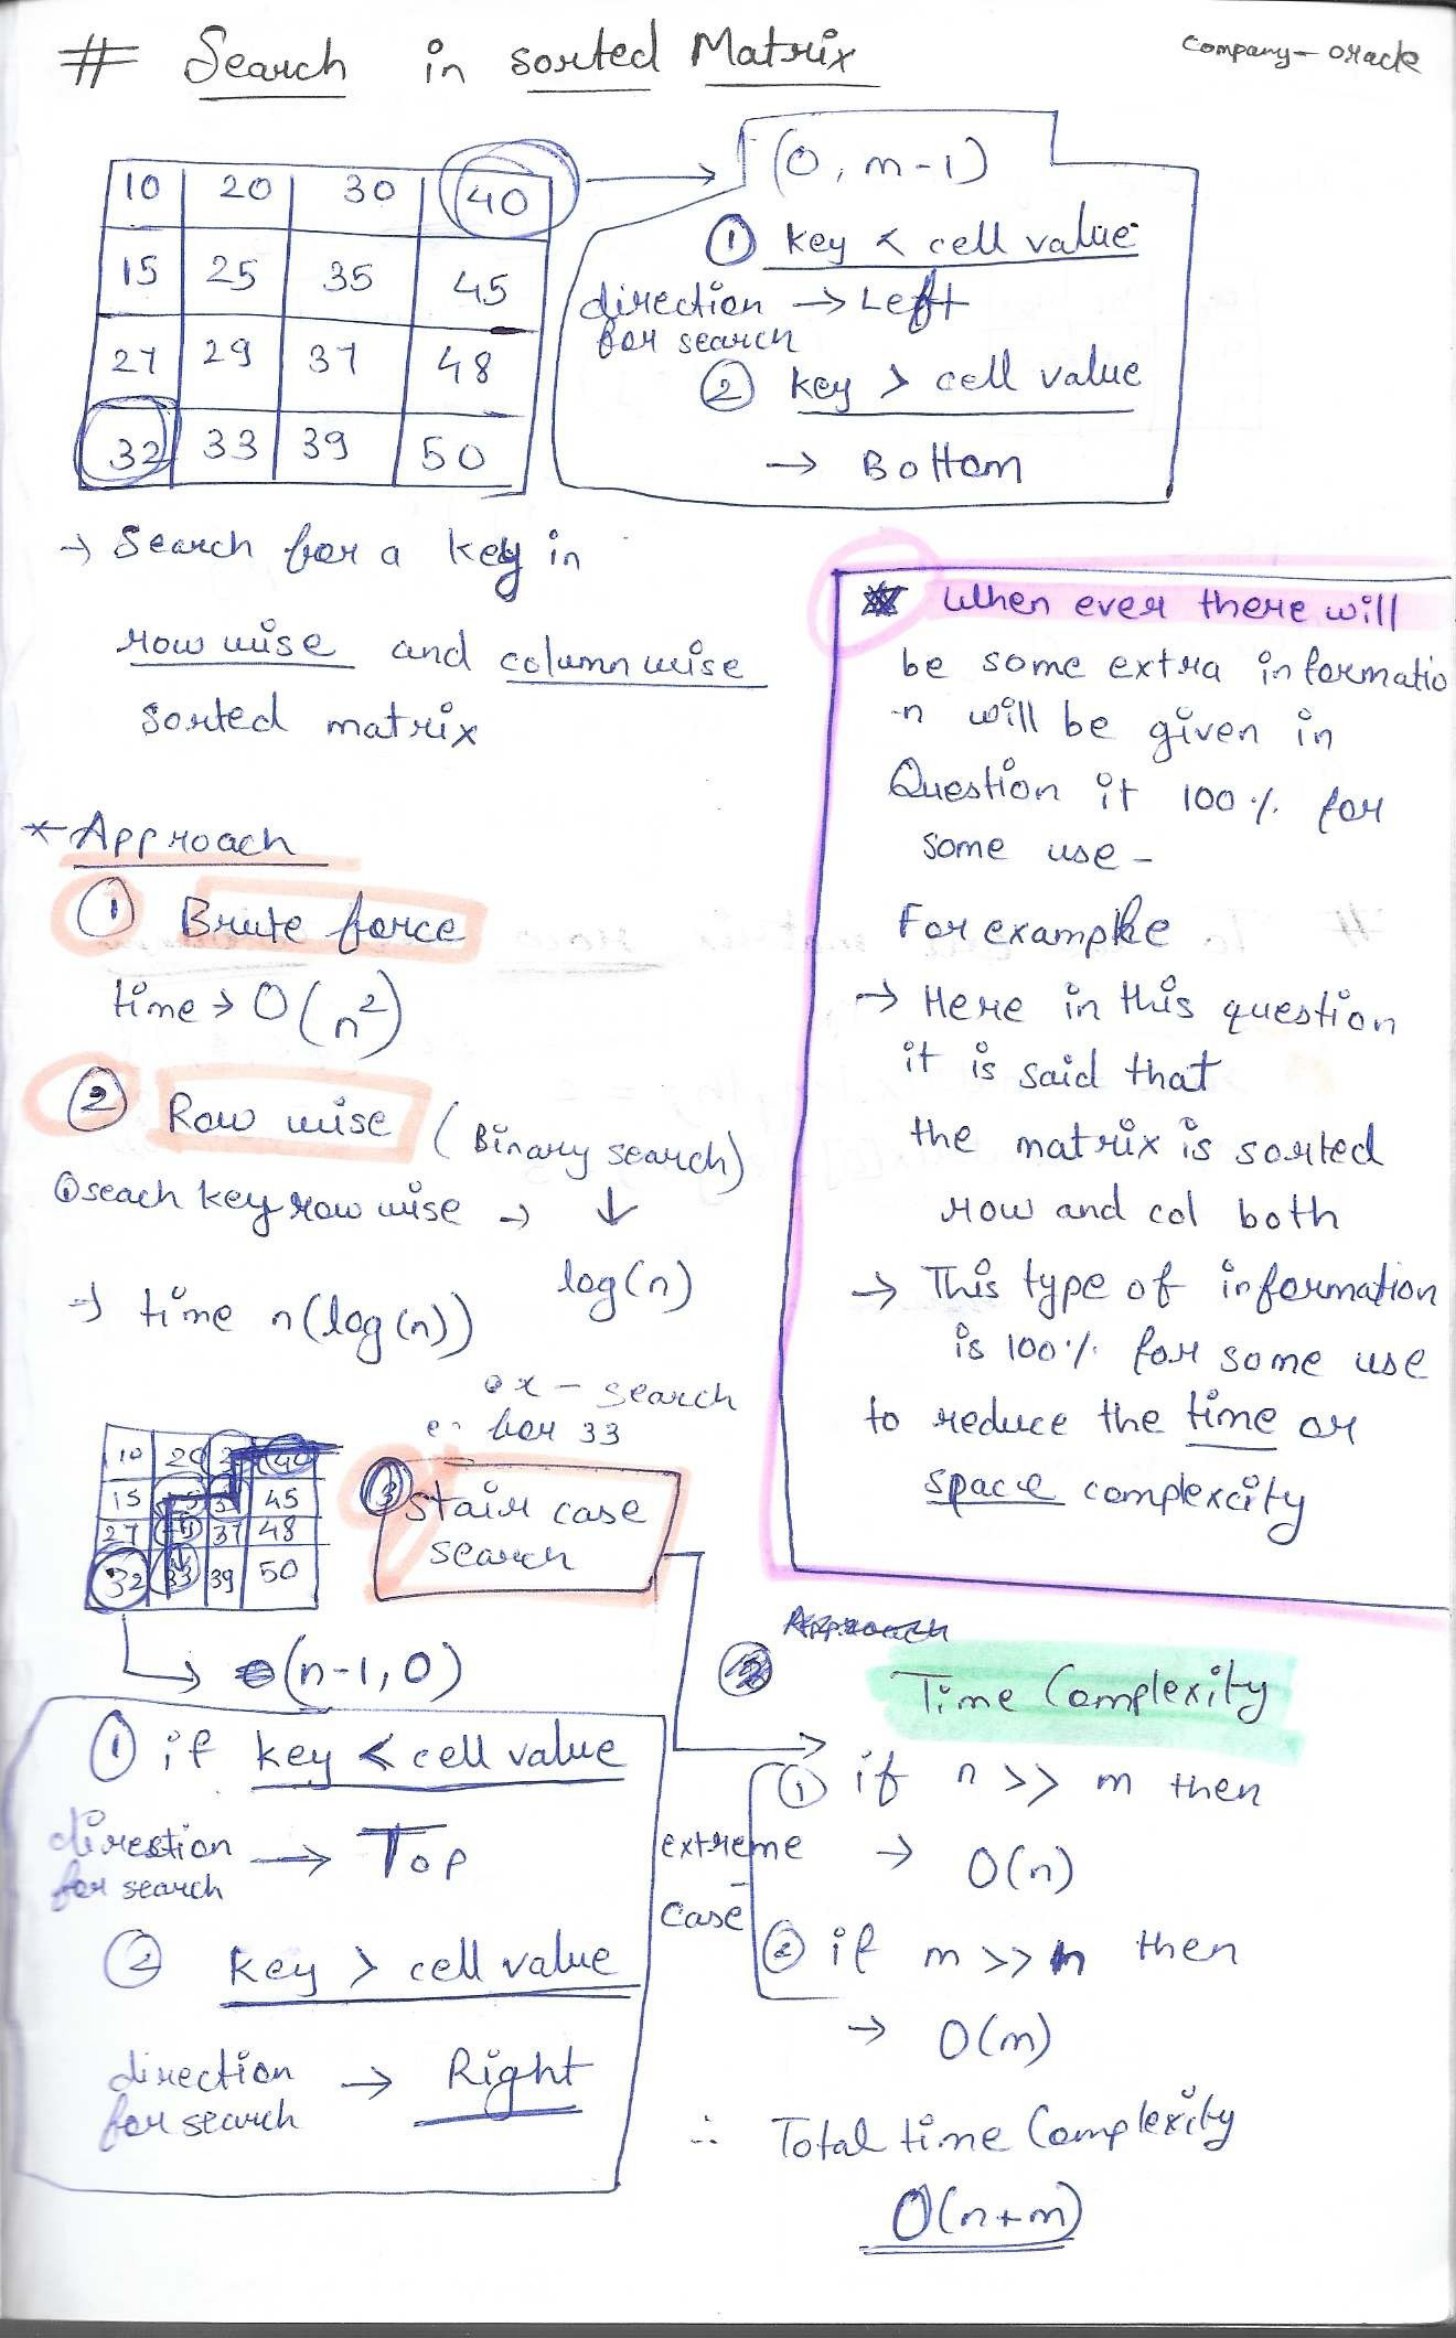 # Search in sorted Matrix
Company - oracle
10 20 30 40
15 25 35 45
27 29 37 48
32 33 39 50
(0, m-1)
① key < cell value
direction → Left
for search
② key > cell value
→ Bottom
→ Search for a key in
row wise and column wise
sorted matrix
* Approach
① Brute force
time → O(n²)
② Row wise (Binary search)
① seach key row wise → ↓
log(n)
→ time n(log(n))
ex - search
for 33
10 20 3 40
15 25 35 45
27 29 37 48
32 33 39 50
③ Stair case
search
→ (n-1, 0)
① if key < cell value
direction → Top
for search
② key > cell value
direction → Right
for search
* When ever there will
be some extra informatio
-n will be given in
Question it 100 % for
some use -
For example
→ Here in this question
it is said that
the matrix is sorted
row and col both
→ This type of information
is 100% for some use
to reduce the time or
space complexcity
Approach
Time Complexity
① if n >> m then
extreme → O(n)
case
② if m >> n then
→ O(m)
∴ Total time Complexity
O(n+m)